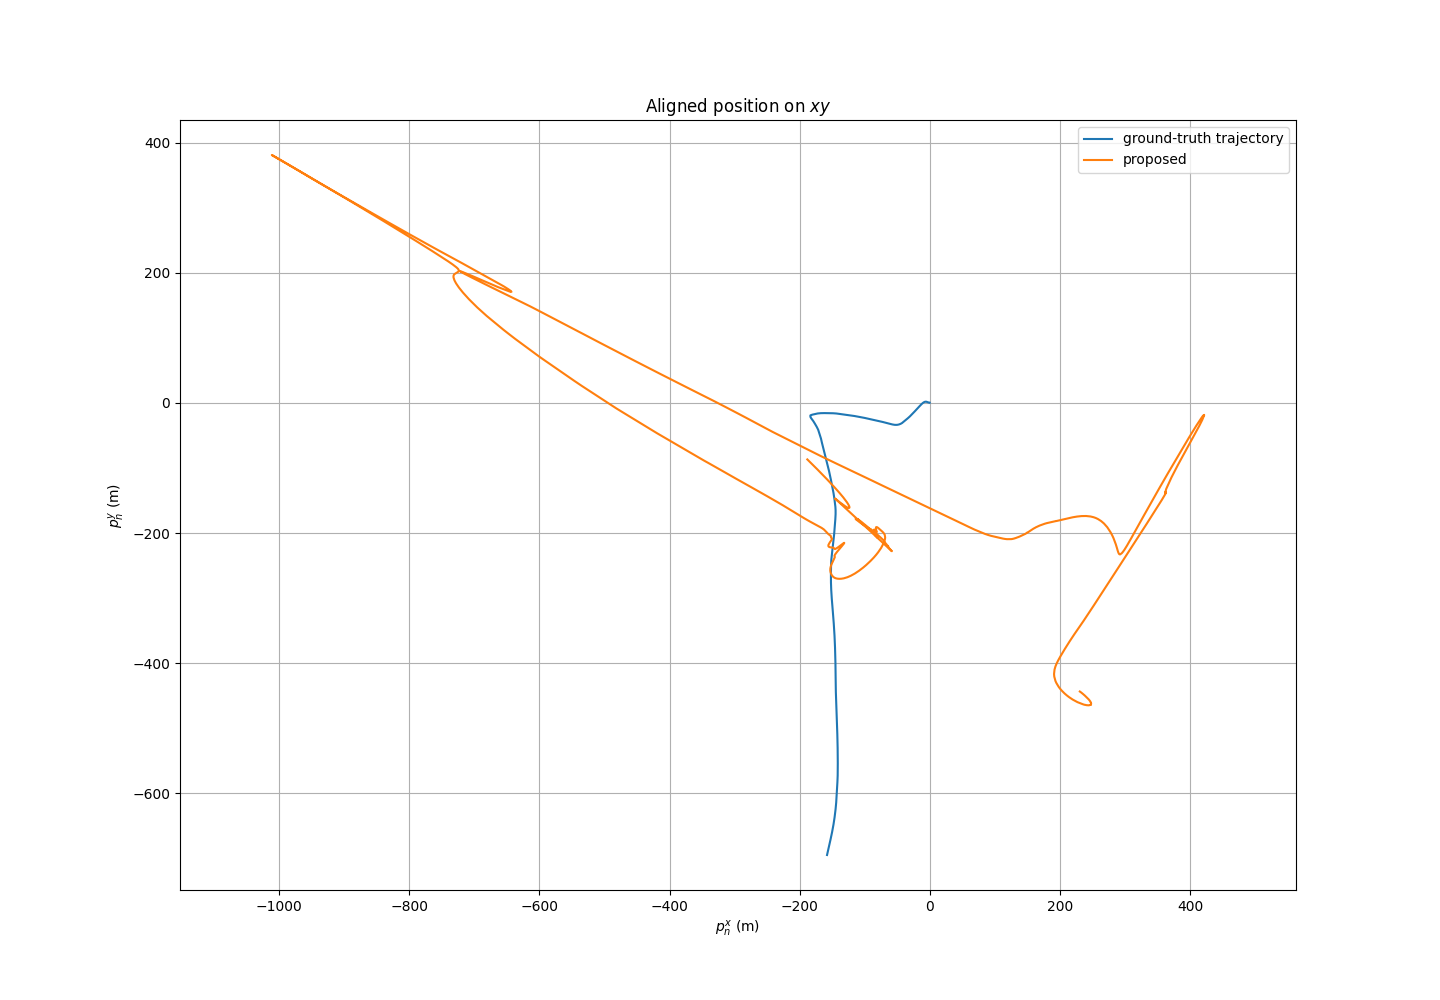 Aligned position on xy
ground-truth trajectory
proposed
400
200
0
−200
−400
−600
p_n^y (m)
−1000 −800 −600 −400 −200 0 200 400
p_n^x (m)